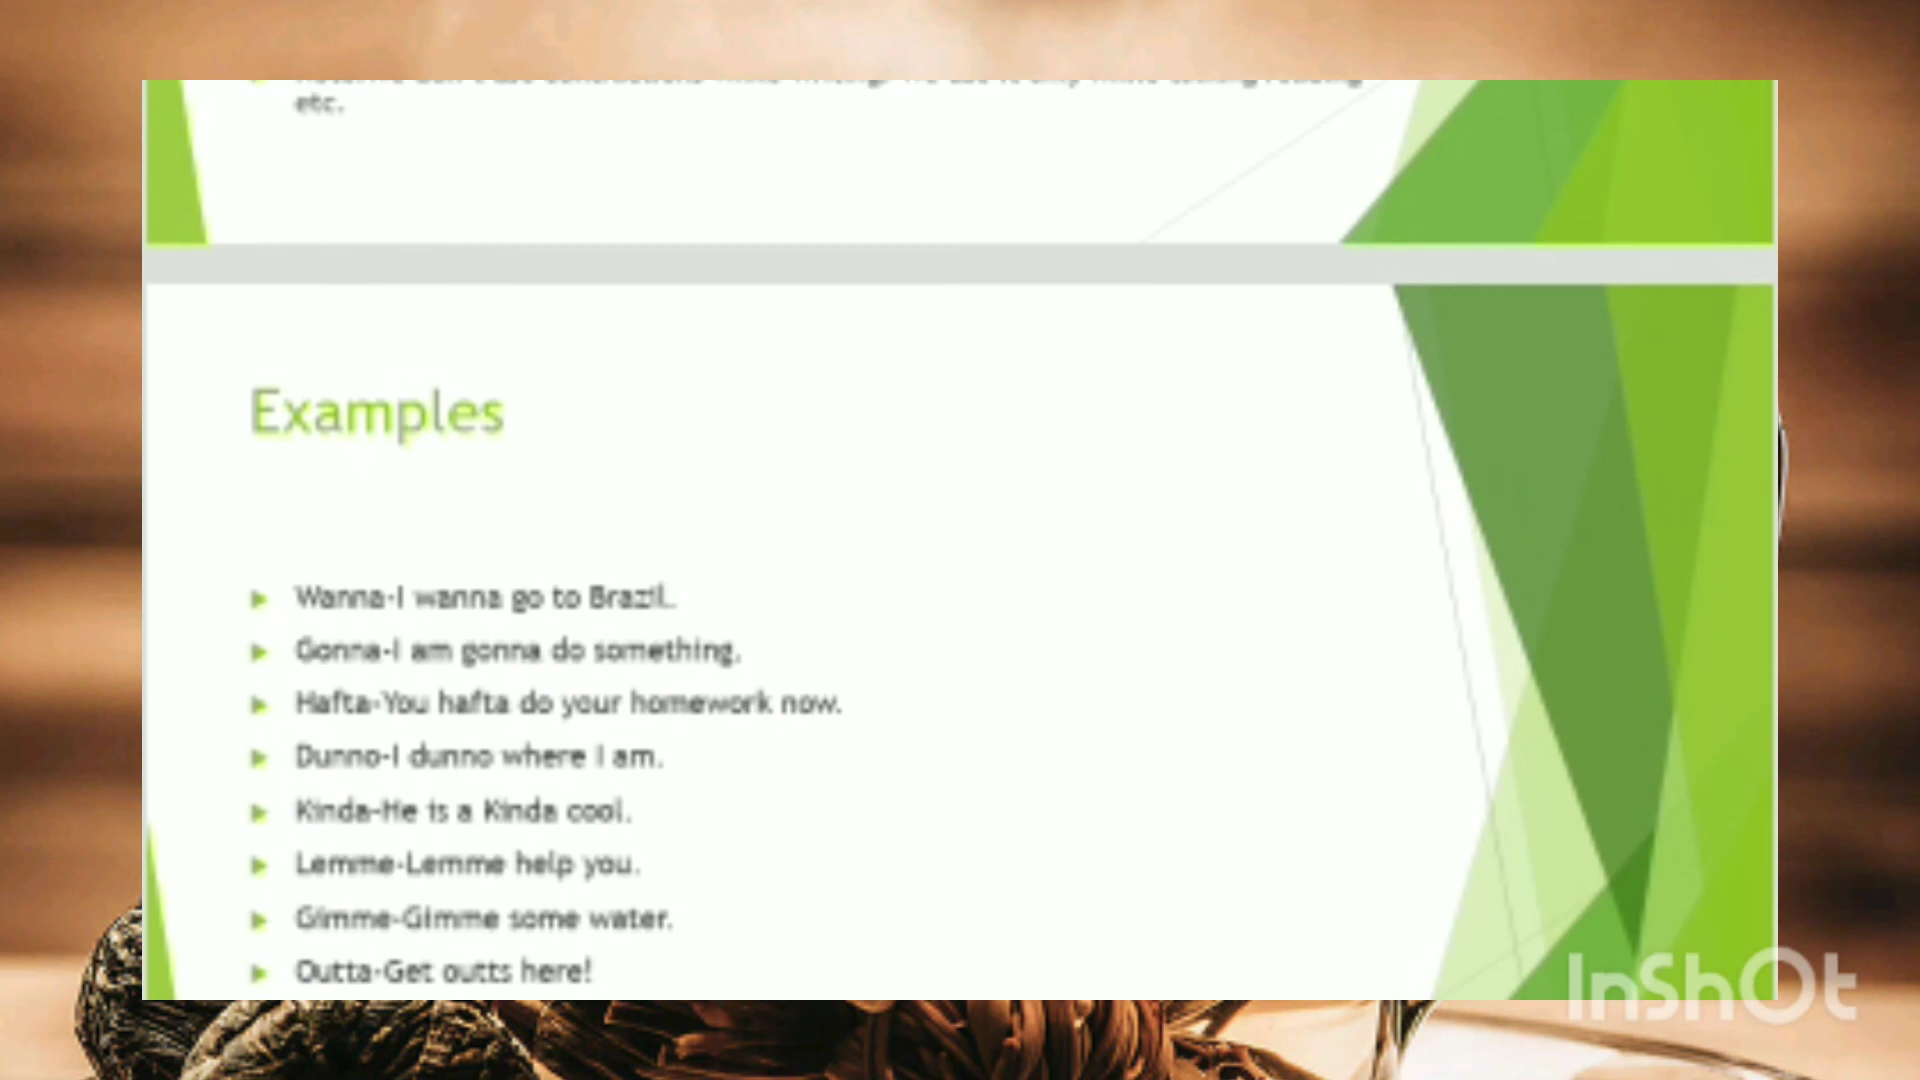 etc.
Examples
Wanna-I wanna go to Brazil.
Gonna-I am gonna do something.
Hafta-You hafta do your homework now.
Dunno-I dunno where I am.
Kinda-He is a Kinda cool.
Lemme-Lemme help you.
Gimme-Gimme some water.
Outta-Get outts here!
InShOt